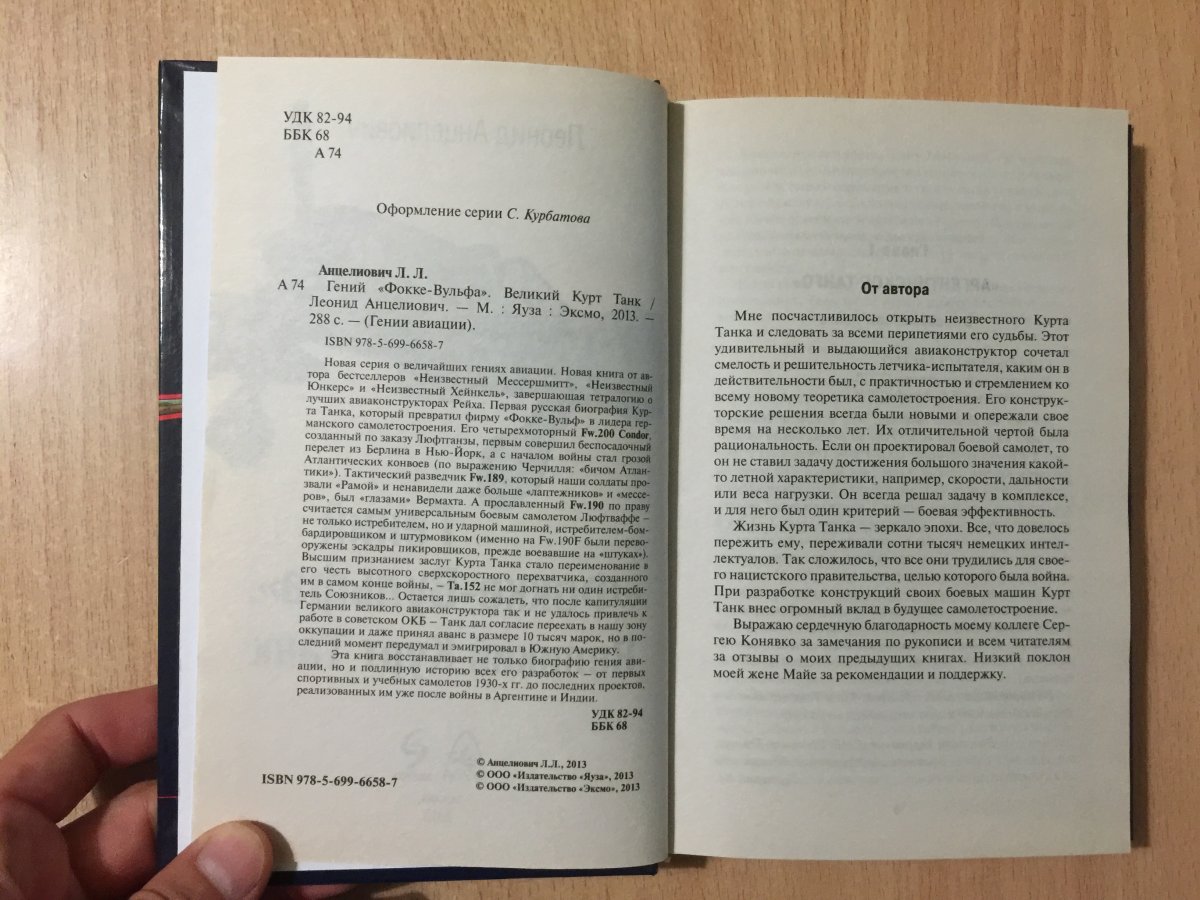 УДК 82-94
ББК 68
А 74
Оформление серии С. Курбатова
Анцелиович Л. Л.
А 74 Гений «Фокке-Вульфа». Великий Курт Танк /
Леонид Анцелиович. — М. : Яуза : Эксмо, 2013. —
288 с. — (Гении авиации).
ISBN 978-5-699-6658-7
Новая серия о величайших гениях авиации. Новая книга от ав-
тора бестселлеров «Неизвестный Мессершмитт», «Неизвестный
Юнкерс» и «Неизвестный Хейнкель», завершающая тетралогию о
лучших авиаконструкторах Рейха. Первая русская биография Кур-
та Танка, который превратил фирму «Фокке-Вульф» в лидера гер-
манского самолетостроения. Его четырехмоторный Fw.200 Condor,
созданный по заказу Люфтганзы, первым совершил беспосадочный
перелет из Берлина в Нью-Йорк, а с началом войны стал грозой
Атлантических конвоев (по выражению Черчилля: «бичом Атлан-
тики»). Тактический разведчик Fw.189, который наши солдаты про-
звали «Рамой» и ненавидели даже больше «лаптежников» и «мессе-
ров», был «глазами» Вермахта. А прославленный Fw.190 по праву
считается самым универсальным боевым самолетом Люфтваффе –
не только истребителем, но и ударной машиной, истребителем-бом-
бардировщиком и штурмовиком (именно на Fw.190F были перево-
оружены эскадры пикировщиков, прежде воевавшие на «штуках»).
Высшим признанием заслуг Курта Танка стало переименование в
его честь высотного сверхскоростного перехватчика, созданного
им в самом конце войны, – Та.152 не мог догнать ни один истреби-
тель Союзников... Остается лишь сожалеть, что после капитуляции
Германии великого авиаконструктора так и не удалось привлечь к
работе в советском ОКБ – Танк дал согласие переехать в нашу зону
оккупации и даже принял аванс в размере 10 тысяч марок, но в по-
следний момент передумал и эмигрировал в Южную Америку.
Эта книга восстанавливает не только биографию гения ави-
ации, но и подлинную историю всех его разработок – от первых
спортивных и учебных самолетов 1930-х гг. до последних проектов,
реализованных им уже после войны в Аргентине и Индии.
УДК 82-94
ББК 68
© Анцелиович Л.Л., 2013
© ООО «Издательство «Яуза», 2013
© ООО «Издательство «Эксмо», 2013
ISBN 978-5-699-6658-7
От автора
Мне посчастливилось открыть неизвестного Курта
Танка и следовать за всеми перипетиями его судьбы. Этот
удивительный и выдающийся авиаконструктор сочетал
смелость и решительность летчика-испытателя, каким он в
действительности был, с практичностью и стремлением ко
всему новому теоретика самолетостроения. Его конструк-
торские решения всегда были новыми и опережали свое
время на несколько лет. Их отличительной чертой была
рациональность. Если он проектировал боевой самолет, то
он не ставил задачу достижения большого значения какой-
то летной характеристики, например, скорости, дальности
или веса нагрузки. Он всегда решал задачу в комплексе,
и для него был один критерий — боевая эффективность.
Жизнь Курта Танка — зеркало эпохи. Все, что довелось
пережить ему, переживали сотни тысяч немецких интел-
лектуалов. Так сложилось, что все они трудились для свое-
го нацистского правительства, целью которого была война.
При разработке конструкций своих боевых машин Курт
Танк внес огромный вклад в будущее самолетостроение.
Выражаю сердечную благодарность моему коллеге Сер-
гею Конявко за замечания по рукописи и всем читателям
за отзывы о моих предыдущих книгах. Низкий поклон
моей жене Майе за рекомендации и поддержку.